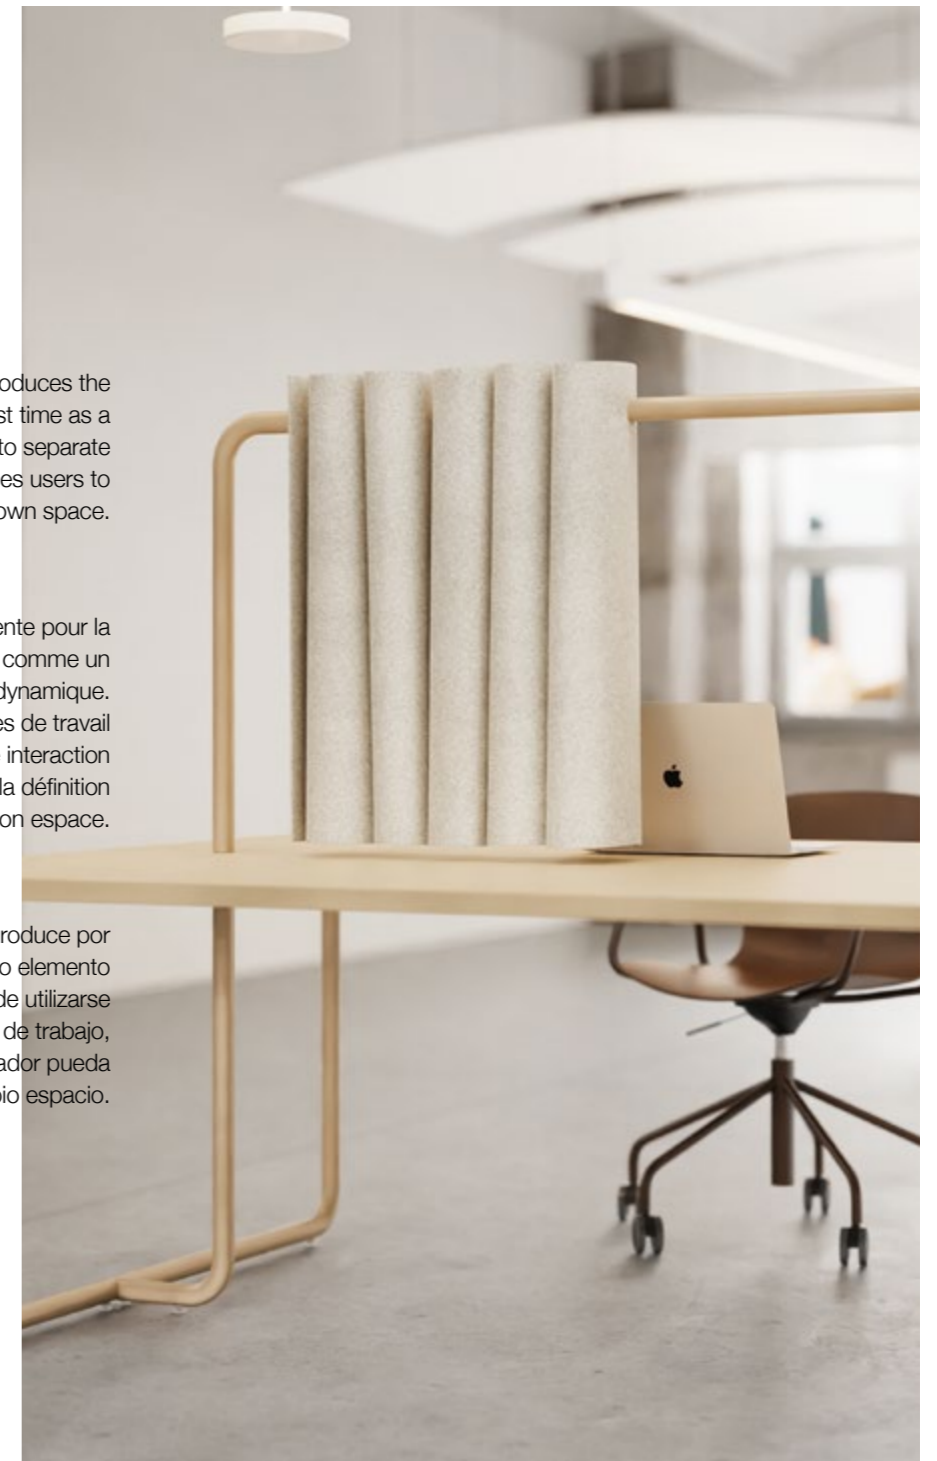 oduces the
st time as a
to separate
es users to
own space.
ente pour la
comme un
dynamique.
es de travail
interaction
la définition
on espace.
roduce por
o elemento
de utilizarse
de trabajo,
ador pueda
io espacio.